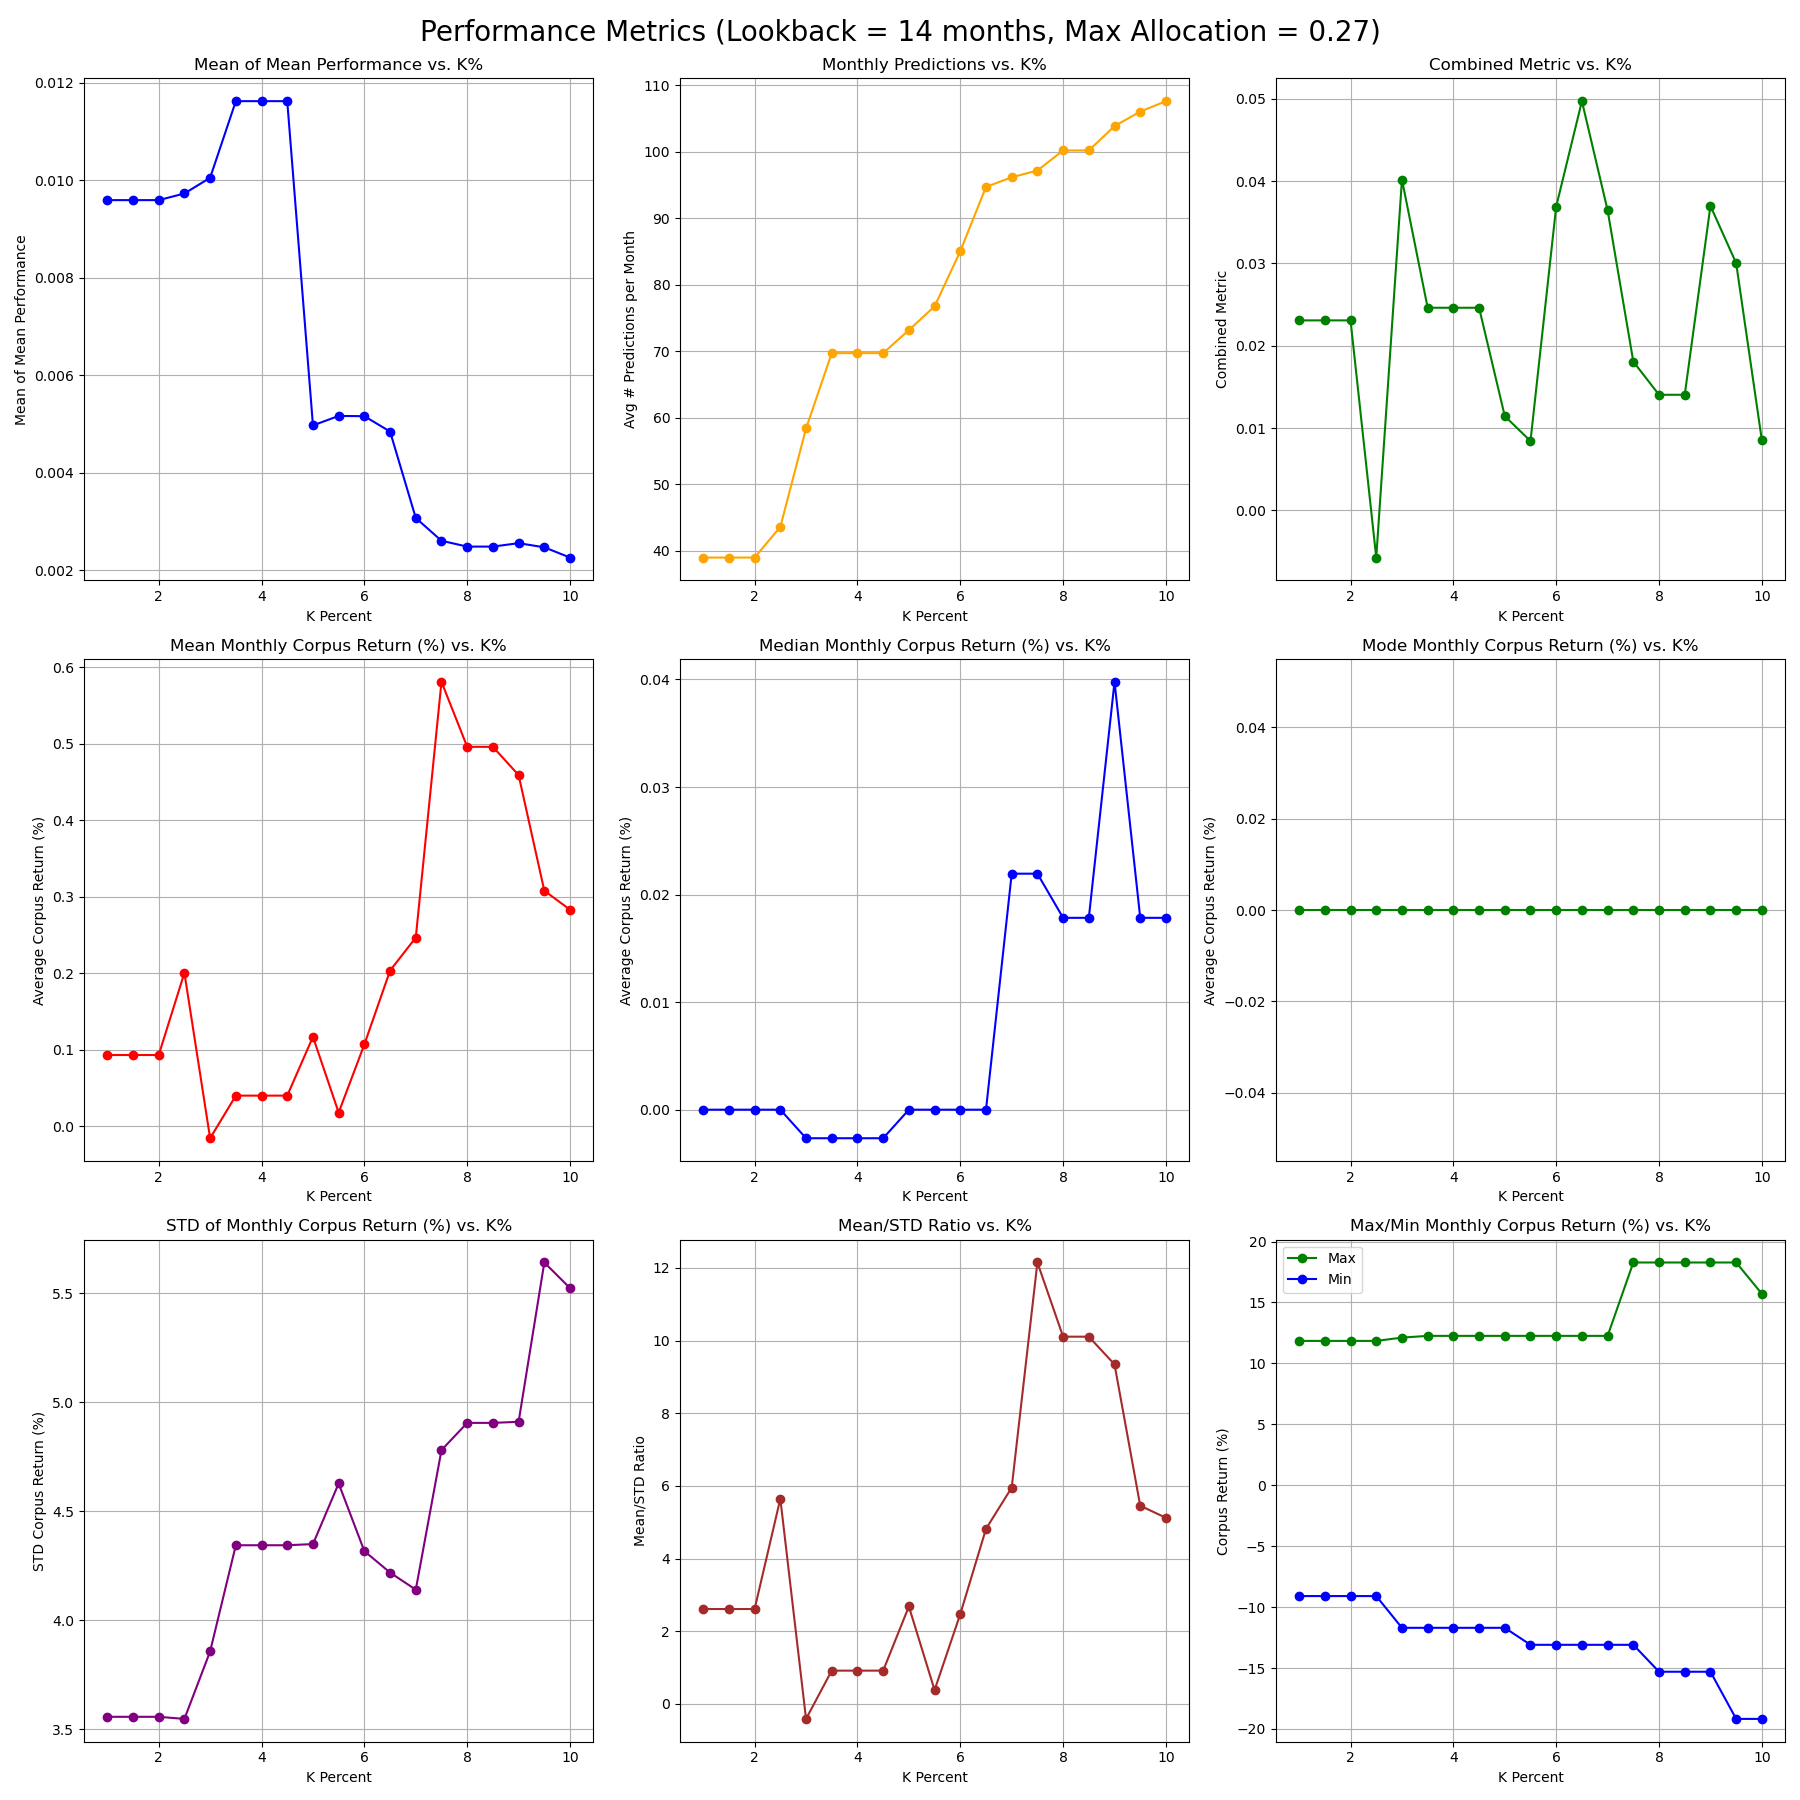 Performance Metrics (Lookback = 14 months, Max Allocation = 0.27)
Mean of Mean Performance vs. K%
Mean of Mean Performance
0.012
0.010
0.008
0.006
0.004
0.002
2 4 6 8 10
K Percent
Monthly Predictions vs. K%
Avg # Predictions per Month
110
100
90
80
70
60
50
40
2 4 6 8 10
K Percent
Combined Metric vs. K%
Combined Metric
0.05
0.04
0.03
0.02
0.01
0.00
2 4 6 8 10
K Percent
Mean Monthly Corpus Return (%) vs. K%
Average Corpus Return (%)
0.6
0.5
0.4
0.3
0.2
0.1
0.0
2 4 6 8 10
K Percent
Median Monthly Corpus Return (%) vs. K%
Average Corpus Return (%)
0.04
0.03
0.02
0.01
0.00
2 4 6 8 10
K Percent
Mode Monthly Corpus Return (%) vs. K%
Average Corpus Return (%)
0.04
0.02
0.00
−0.02
−0.04
2 4 6 8 10
K Percent
STD of Monthly Corpus Return (%) vs. K%
STD Corpus Return (%)
5.5
5.0
4.5
4.0
3.5
2 4 6 8 10
K Percent
Mean/STD Ratio vs. K%
Mean/STD Ratio
12
10
8
6
4
2
0
2 4 6 8 10
K Percent
Max/Min Monthly Corpus Return (%) vs. K%
Max
Min
Corpus Return (%)
20
15
10
5
0
−5
−10
−15
−20
2 4 6 8 10
K Percent